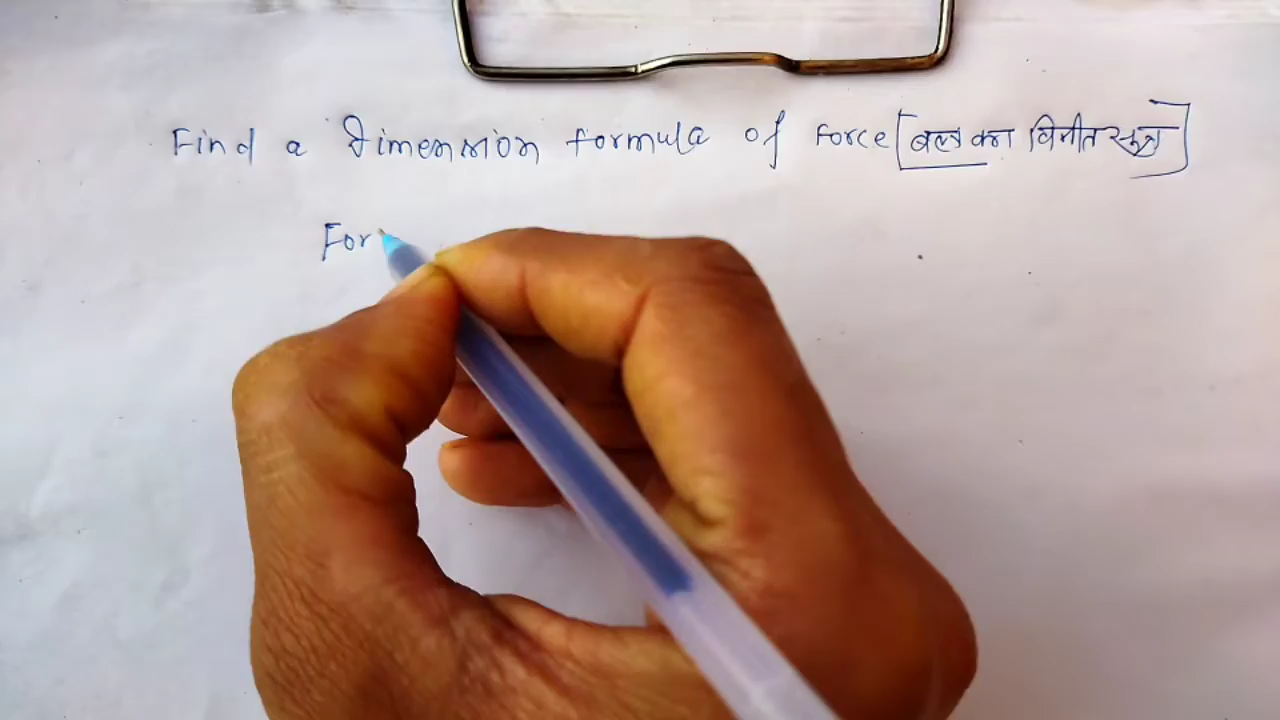 Find a dimension formula of Force [बल का विमीत सूत्र]
For